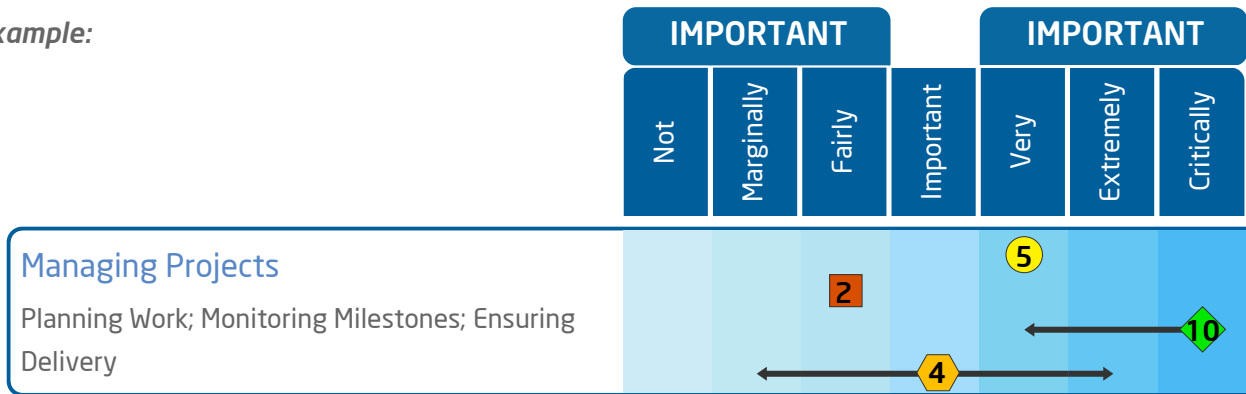 xample:
IMPORTANT IMPORTANT
Not Marginally Fairly Important Very Extremely Critically
Managing Projects
5
2
Planning Work; Monitoring Milestones; Ensuring
10
Delivery
4